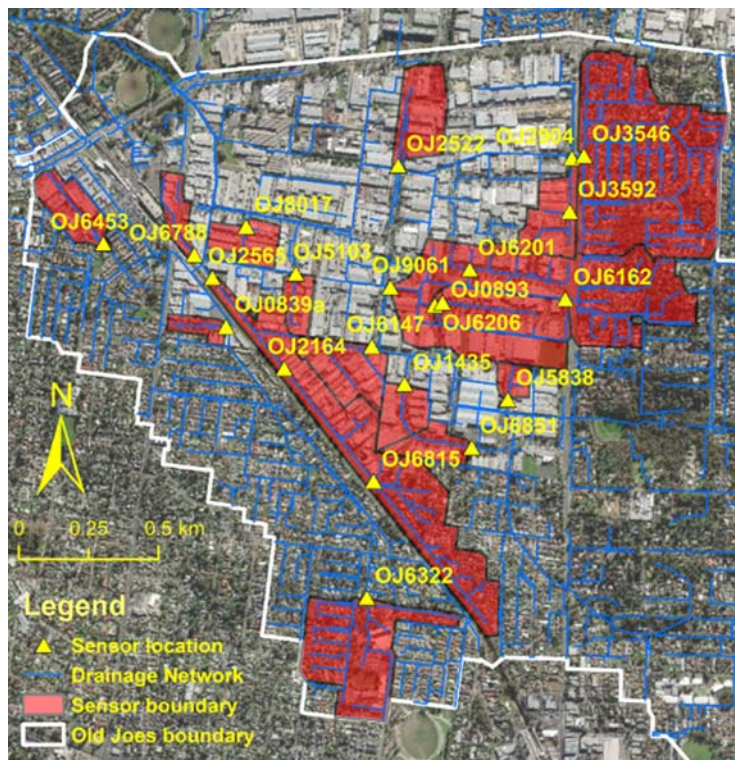 OJ2522
OJ2904
OJ3546
OJ3592
OJ6453
OJ6788
OJ8017
OJ2565
OJ5103
OJ9061
OJ6201
OJ6162
OJ0893
OJ6206
OJ0839a
OJ6147
OJ2164
OJ1435
OJ5838
OJ6851
OJ6815
OJ6322
N
0 0.25 0.5 km
Legend
Sensor location
Drainage Network
Sensor boundary
Old Joes boundary